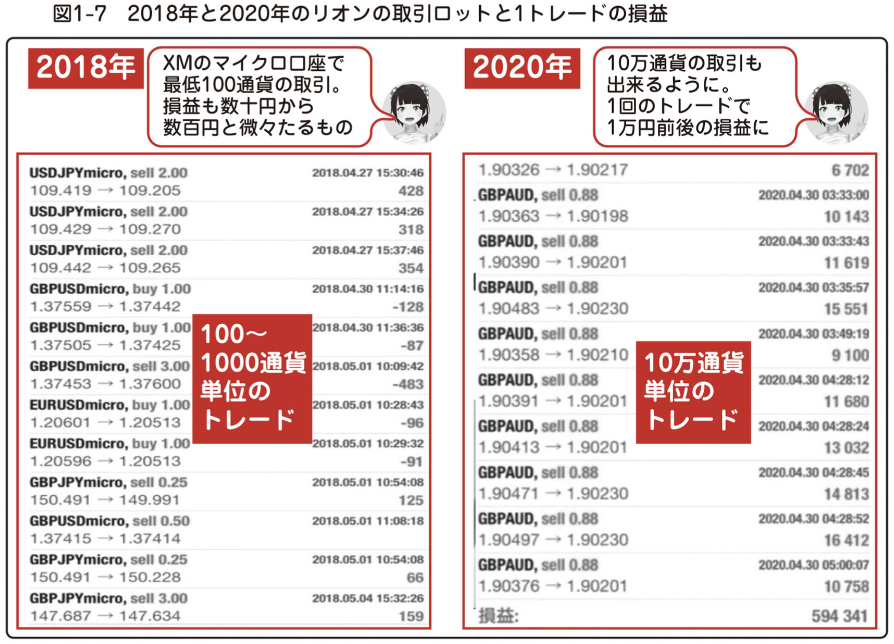 図1-7 2018年と2020年のリオンの取引ロットと1トレードの損益
2018年
XMのマイクロ口座で
最低100通貨の取引。
損益も数十円から
数百円と微々たるもの
USDJPYmicro, sell 2.00 2018.04.27 15:30:46
109.419 → 109.205 428
USDJPYmicro, sell 2.00 2018.04.27 15:34:26
109.429 → 109.270 318
USDJPYmicro, sell 2.00 2018.04.27 15:37:46
109.442 → 109.265 354
GBPUSDmicro, buy 1.00 2018.04.30 11:14:16
1.37559 → 1.37442 -128
GBPUSDmicro, buy 1.00 2018.04.30 11:36:36
1.37505 → 1.37425 -87
GBPUSDmicro, sell 3.00 2018.05.01 10:09:42
1.37453 → 1.37600 -483
EURUSDmicro, buy 1.00 2018.05.01 10:28:43
1.20601 → 1.20513 -96
EURUSDmicro, buy 1.00 2018.05.01 10:29:32
1.20596 → 1.20513 -91
GBPJPYmicro, sell 0.25 2018.05.01 10:54:08
150.491 → 149.991 125
GBPUSDmicro, sell 0.50 2018.05.01 11:08:18
1.37415 → 1.37414
GBPJPYmicro, sell 0.25 2018.05.01 10:54:08
150.491 → 150.228 66
GBPJPYmicro, sell 3.00 2018.05.04 15:32:26
147.687 → 147.634 159
100～
1000通貨
単位の
トレード
2020年
10万通貨の取引も
出来るように。
1回のトレードで
1万円前後の損益に
1.90326 → 1.90217 6 702
GBPAUD, sell 0.88 2020.04.30 03:33:00
1.90363 → 1.90198 10 143
GBPAUD, sell 0.88 2020.04.30 03:33:43
1.90390 → 1.90201 11 619
GBPAUD, sell 0.88 2020.04.30 03:35:57
1.90483 → 1.90230 15 551
GBPAUD, sell 0.88 2020.04.30 03:49:19
1.90358 → 1.90210 9 100
GBPAUD, sell 0.88 2020.04.30 04:28:12
1.90391 → 1.90201 11 680
GBPAUD, sell 0.88 2020.04.30 04:28:24
1.90413 → 1.90201 13 032
GBPAUD, sell 0.88 2020.04.30 04:28:45
1.90471 → 1.90230 14 813
GBPAUD, sell 0.88 2020.04.30 04:28:52
1.90497 → 1.90230 16 412
GBPAUD, sell 0.88 2020.04.30 05:00:07
1.90376 → 1.90201 10 758
損益: 594 341
10万通貨
単位の
トレード